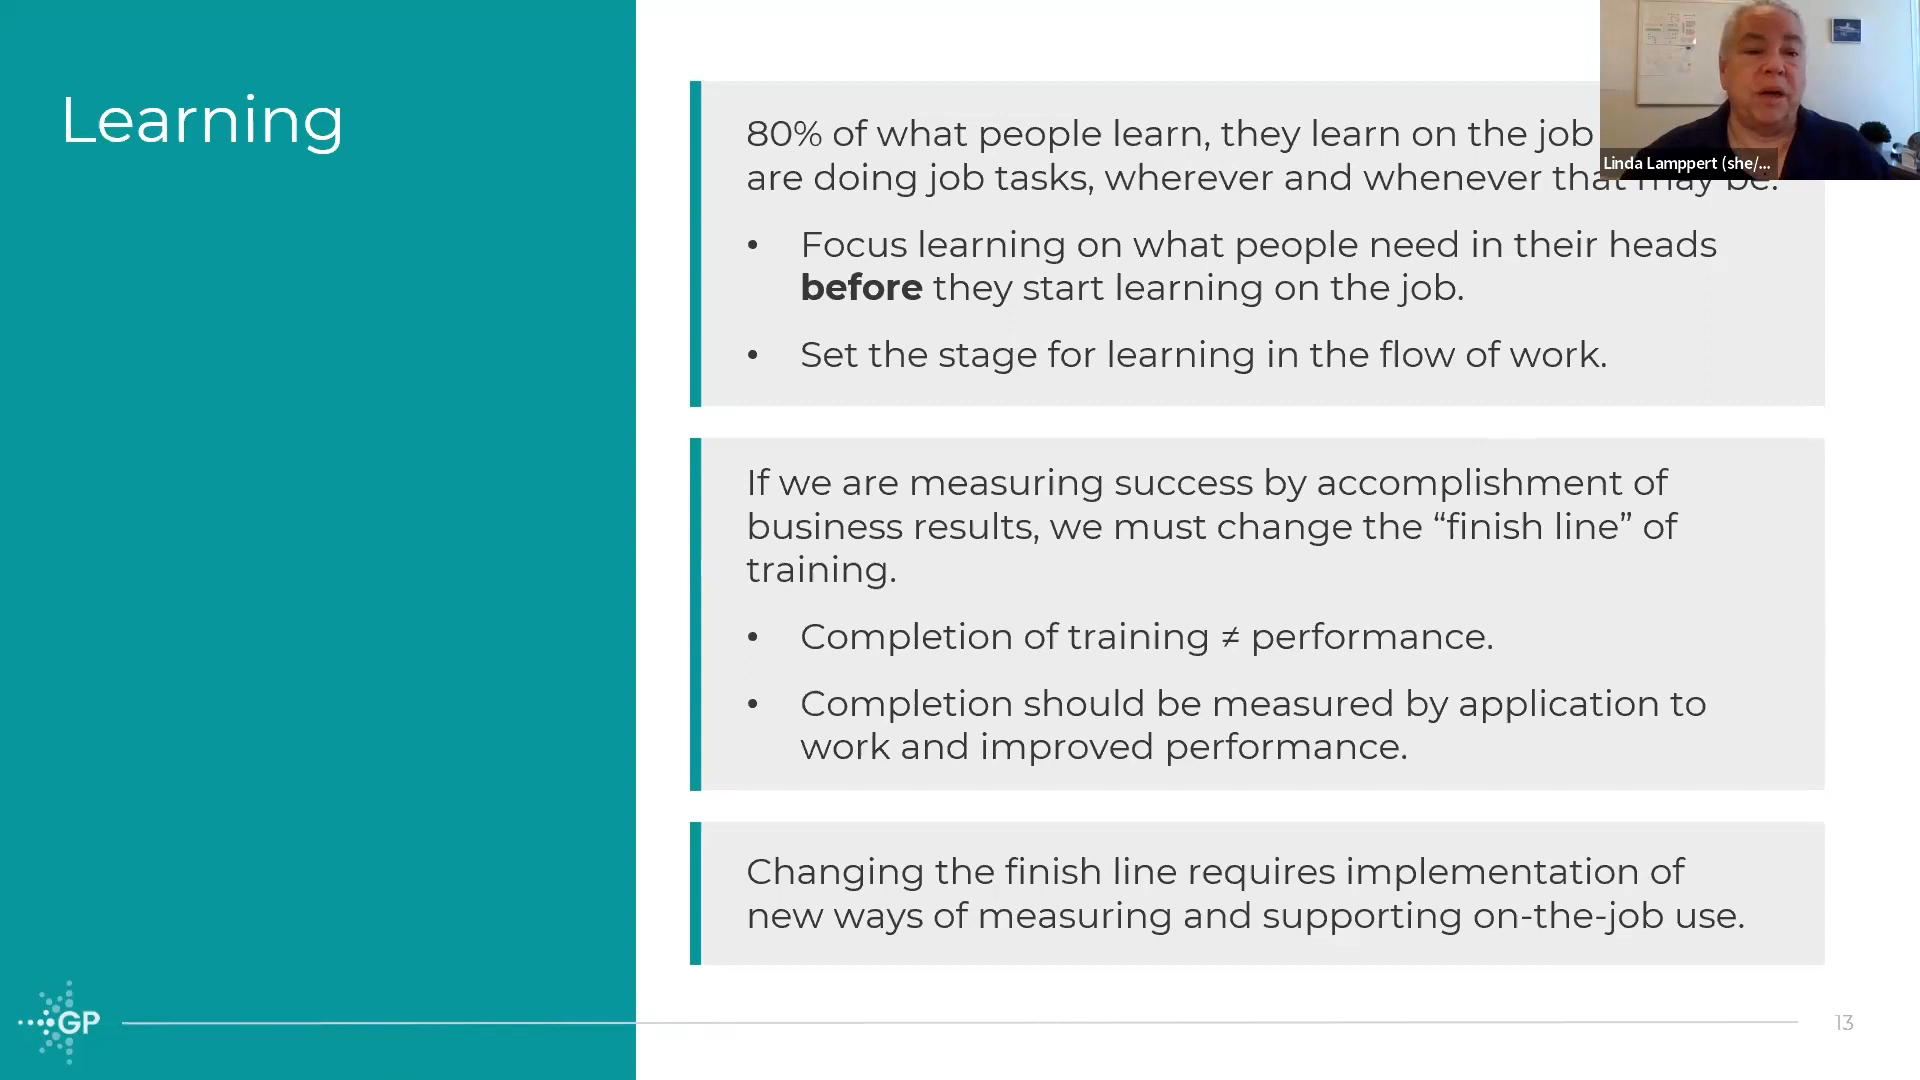 Learning
80% of what people learn, they learn on the job
are doing job tasks, wherever and whenever that may be.
• Focus learning on what people need in their heads
before they start learning on the job.
• Set the stage for learning in the flow of work.
If we are measuring success by accomplishment of
business results, we must change the “finish line” of
training.
• Completion of training ≠ performance.
• Completion should be measured by application to
work and improved performance.
Changing the finish line requires implementation of
new ways of measuring and supporting on-the-job use.
Linda Lamppert (she/...
GP
13